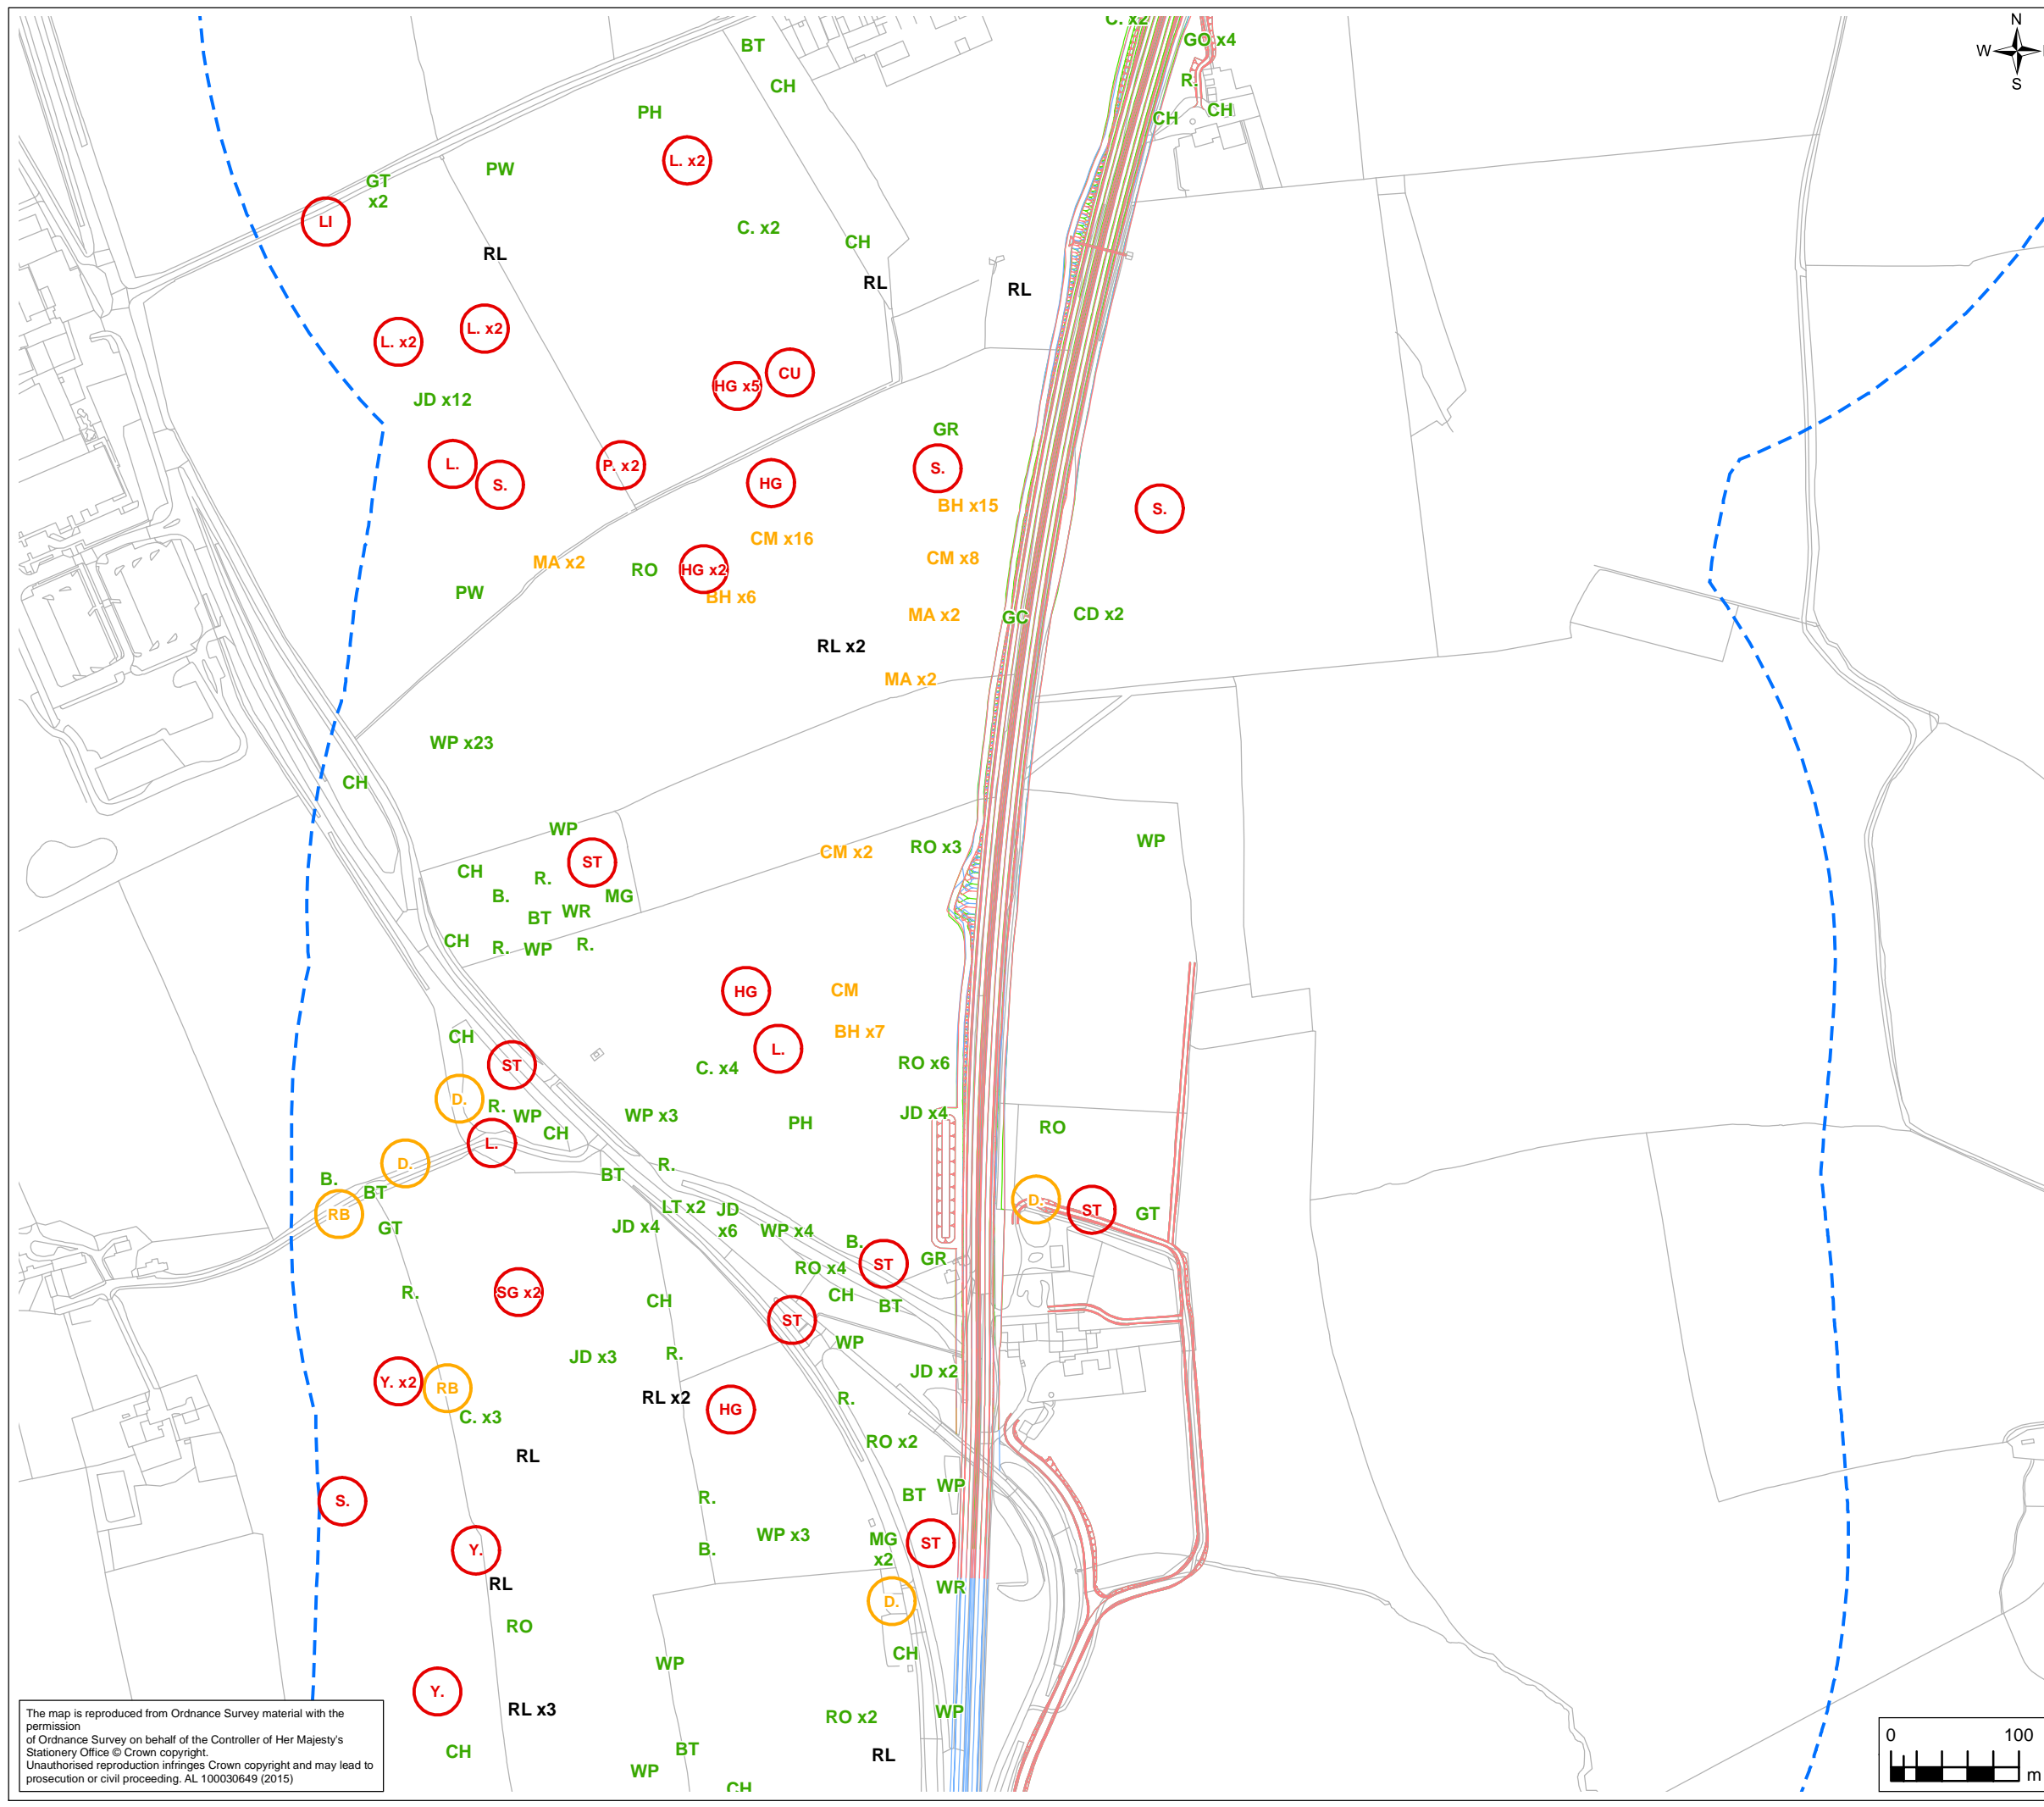 C. x2
GO x4
N
W
S
BT
CH
R.
CH
CH
PH
L. x2
PW
GT
x2
LI
C. x2
CH
RL
RL
RL
L. x2
L. x2
HG x5
CU
JD x12
GR
L.
S.
P. x2
HG
S.
BH x15
S.
CM x16
CM x8
MA x2
RO
HG x2
BH x6
PW
MA x2
GC
CD x2
RL x2
MA x2
WP x23
CH
WP
ST
CM x2
RO x3
WP
CH
R.
B.
MG
BT
WR
CH
R.
WP
R.
HG
CM
BH x7
CH
L.
ST
C. x4
RO x6
D.
R.
WP
WP x3
JD x4
PH
RO
CH
L.
D.
R.
B.
BT
BT
RB
D.
ST
GT
LT x2
JD
x6
GT
JD x4
WP x4
B.
ST
GR
RO x4
R.
SG x2
CH
CH
BT
ST
WP
JD x3
R.
JD x2
Y. x2
RB
RL x2
HG
R.
C. x3
RO x2
RL
WP
S.
R.
BT
Y.
B.
WP x3
MG
x2
ST
RL
WR
D.
RO
CH
WP
Y.
RL x3
RO x2
WP
CH
BT
RL
WP
CH
The map is reproduced from Ordnance Survey material with the
permission
of Ordnance Survey on behalf of the Controller of Her Majesty's
Stationery Office © Crown copyright.
Unauthorised reproduction infringes Crown copyright and may lead to
prosecution or civil proceeding. AL 100030649 (2015)
0 100
m